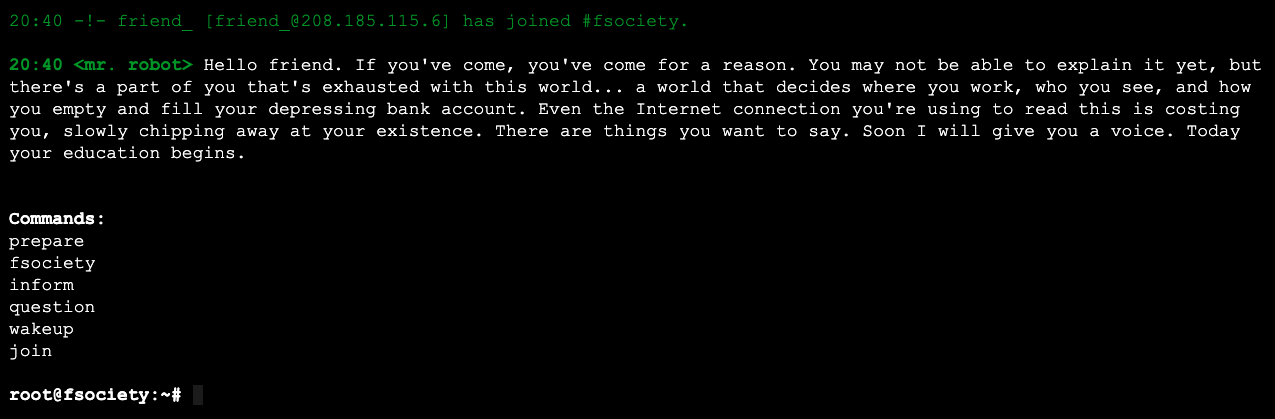 20:40 -!- friend_ [friend_@208.185.115.6] has joined #fsociety.
20:40 <mr. robot> Hello friend. If you've come, you've come for a reason. You may not be able to explain it yet, but
there's a part of you that's exhausted with this world... a world that decides where you work, who you see, and how
you empty and fill your depressing bank account. Even the Internet connection you're using to read this is costing
you, slowly chipping away at your existence. There are things you want to say. Soon I will give you a voice. Today
your education begins.
Commands:
prepare
fsociety
inform
question
wakeup
join
root@fsociety:~#